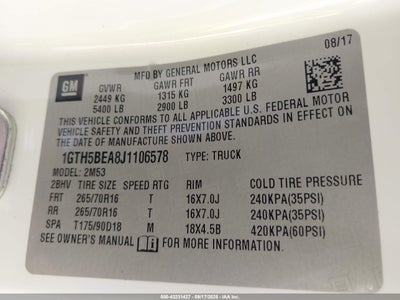 MFD BY GENERAL MOTORS LLC
08/17
GM
GVWR GAWR FRT GAWR RR
2449 KG 1315 KG 1497 KG
5400 LB 2900 LB 3300 LB
THIS VEHICLE CONFORMS TO ALL APPLICABLE U.S. FEDERAL MOTOR
VEHICLE SAFETY AND THEFT PREVENTION STANDARDS IN EFFECT ON
THE DATE OF MANUFACTURE SHOWN ABOVE.
1GTH5BEA8J1106578 TYPE: TRUCK
MODEL: 2M53
2BHV TIRE SIZE SPEED RTG RIM COLD TIRE PRESSURE
FRT 265/70R16 T 16X7.0J 240KPA(35PSI)
RR 265/70R16 T 16X7.0J 240KPA(35PSI)
SPA T175/90D18 M 18X4.5B 420KPA(60PSI)
SEE OWNER'S MANUAL FOR MORE INFORMATION.